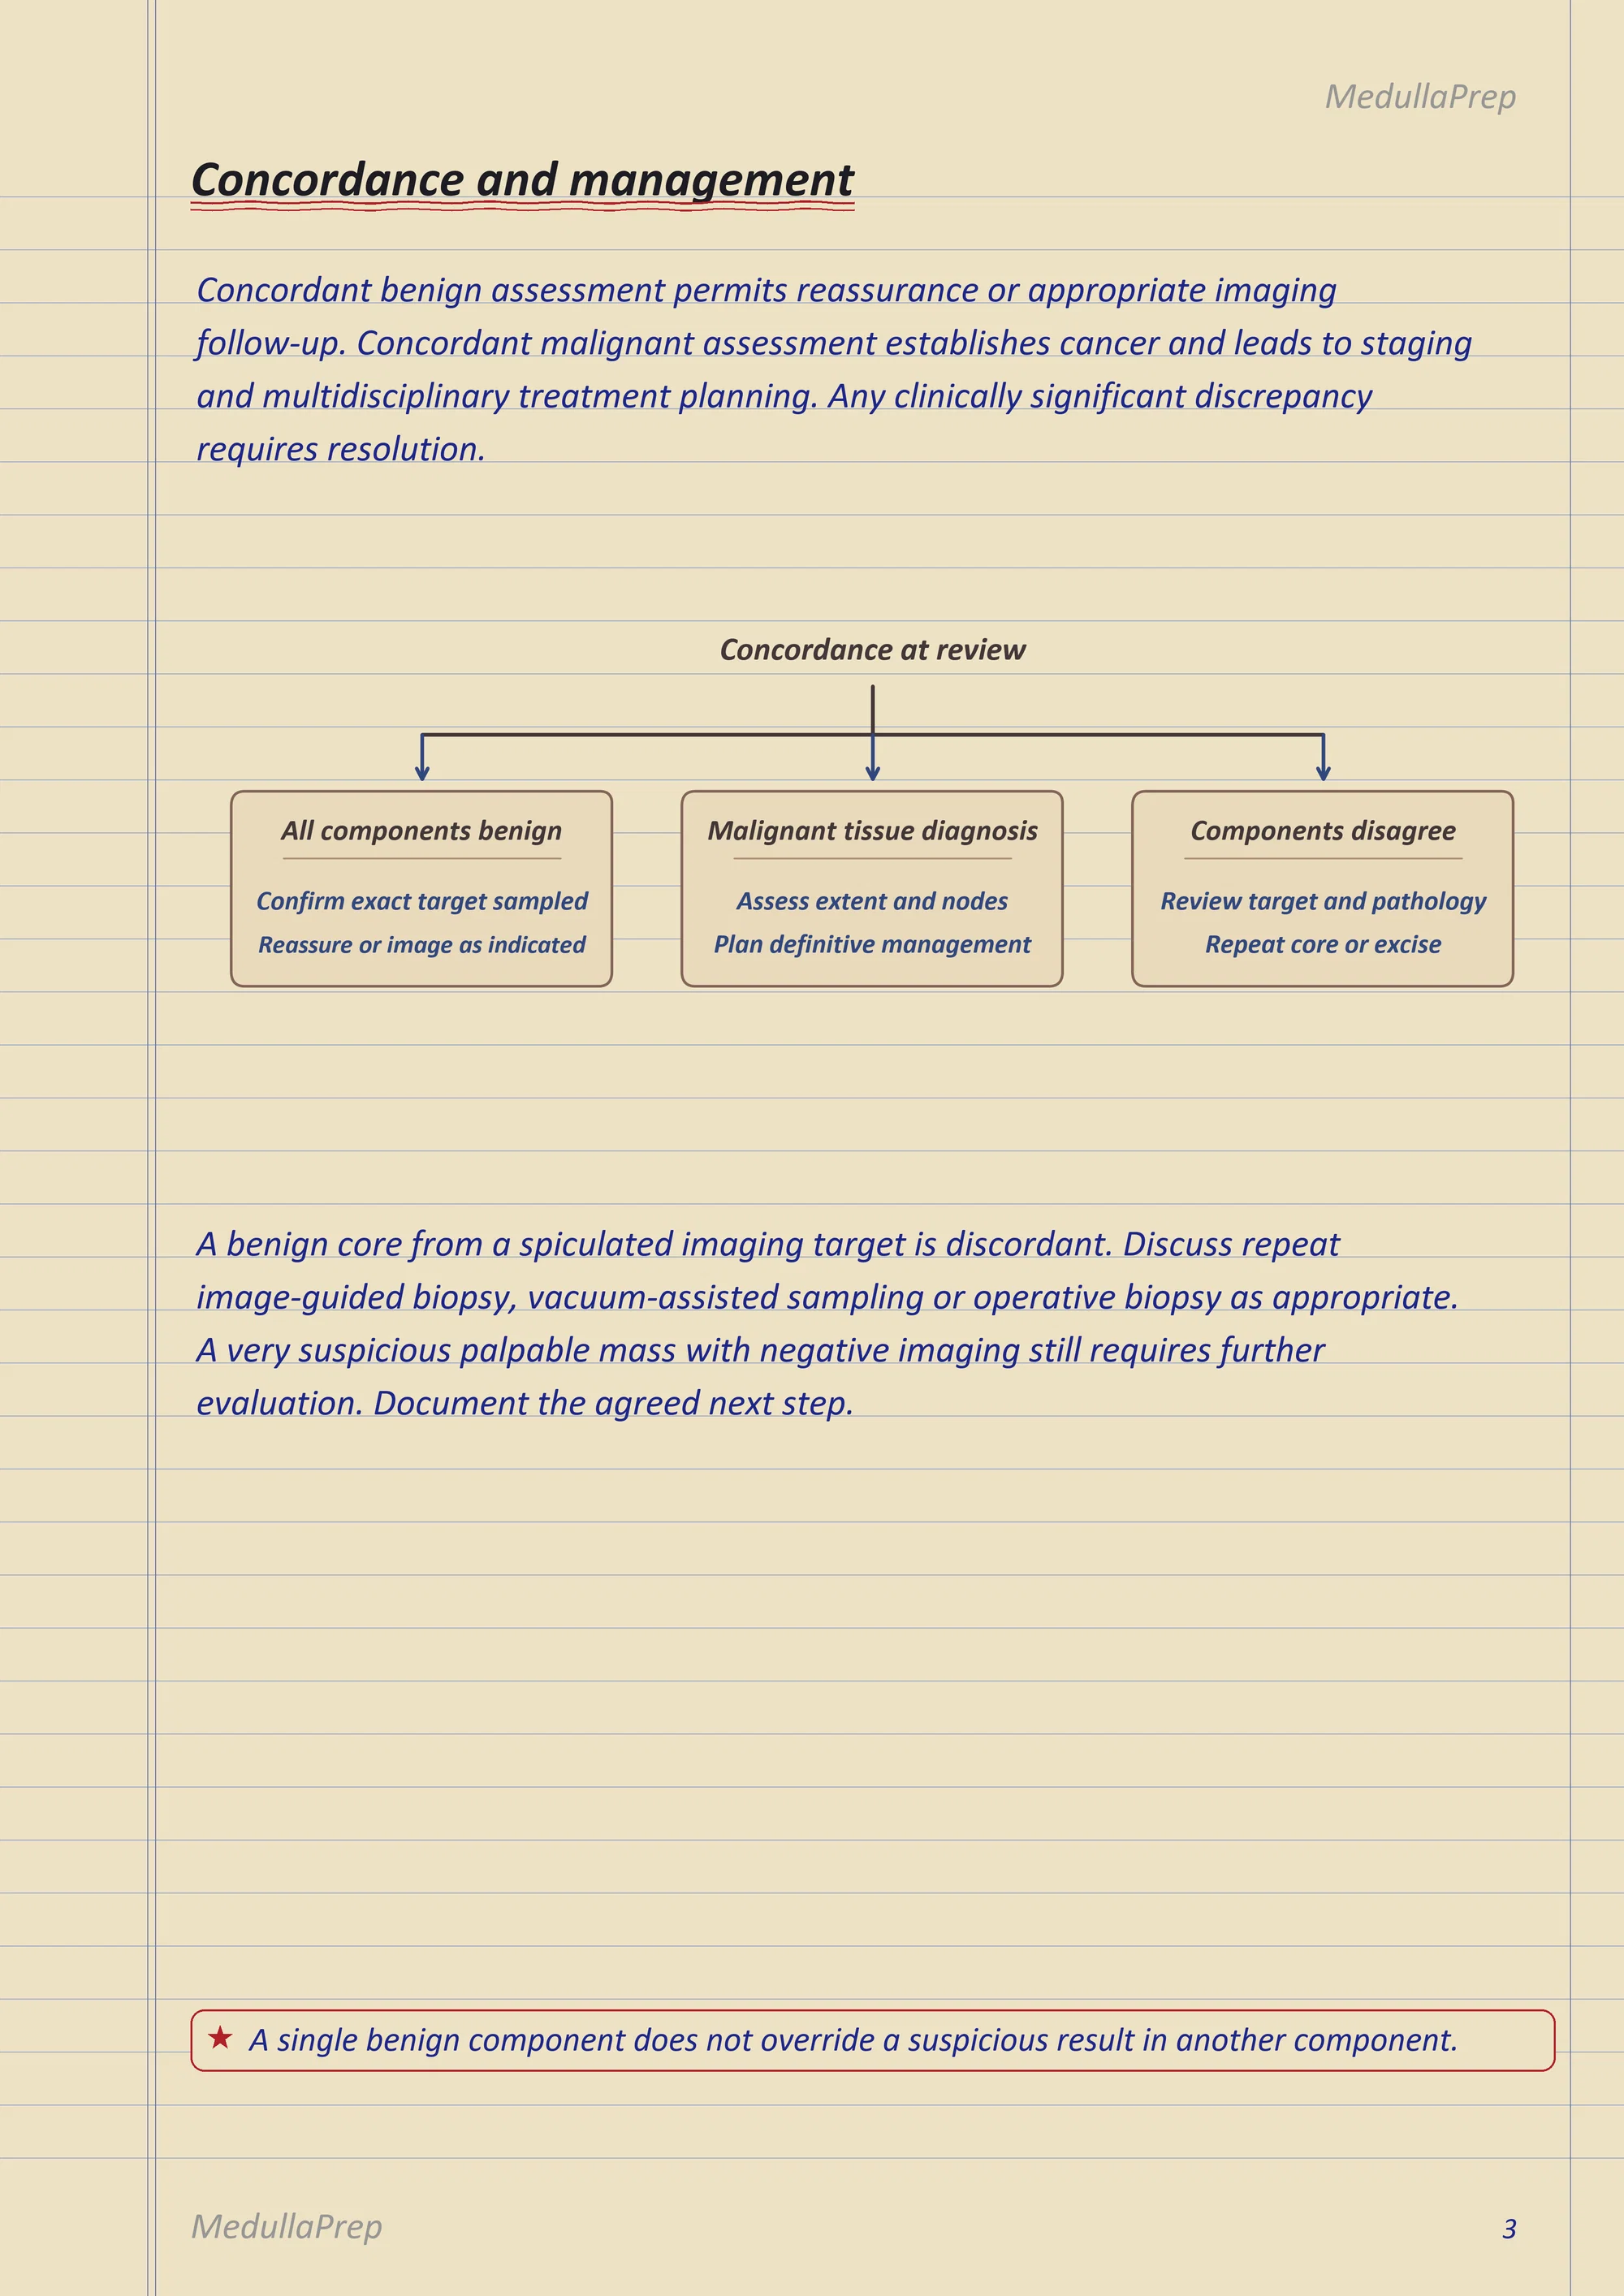 MedullaPrep
Concordance and management
Concordant benign assessment permits reassurance or appropriate imaging
follow-up. Concordant malignant assessment establishes cancer and leads to staging
and multidisciplinary treatment planning. Any clinically significant discrepancy
requires resolution.
Concordance at review
All components benign
Confirm exact target sampled
Reassure or image as indicated
Malignant tissue diagnosis
Assess extent and nodes
Plan definitive management
Components disagree
Review target and pathology
Repeat core or excise
A benign core from a spiculated imaging target is discordant. Discuss repeat
image-guided biopsy, vacuum-assisted sampling or operative biopsy as appropriate.
A very suspicious palpable mass with negative imaging still requires further
evaluation. Document the agreed next step.
★ A single benign component does not override a suspicious result in another component.
MedullaPrep
3